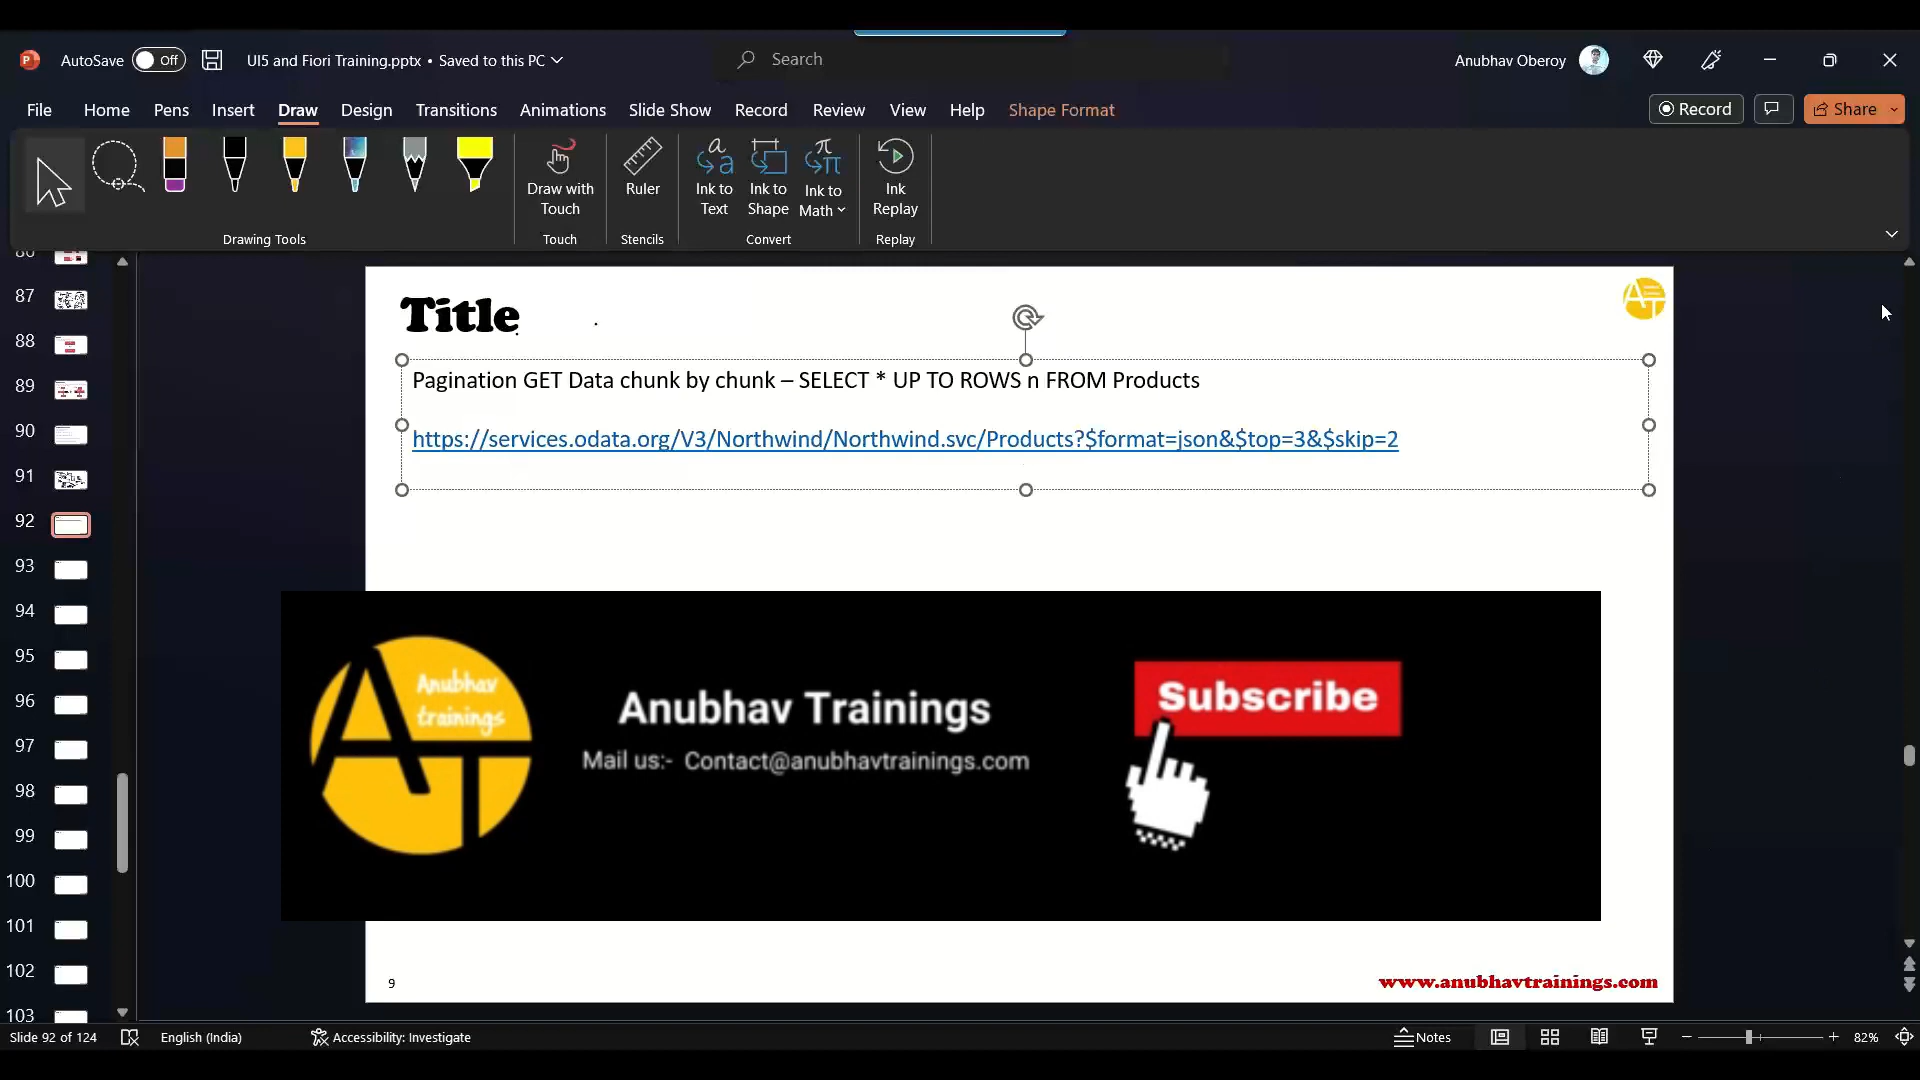 AutoSave Off UI5 and Fiori Training.pptx • Saved to this PC Search Anubhav Oberoy
File Home Pens Insert Draw Design Transitions Animations Slide Show Record Review View Help Shape Format Record Share
Draw with Touch
Ruler
Ink to Text
Ink to Shape
Ink to Math
Ink Replay
Drawing Tools Touch Stencils Convert Replay
86
87
88
89
90
91
92
93
94
95
96
97
98
99
100
101
102
103
Title
Anubhav trainings
Pagination GET Data chunk by chunk – SELECT * UP TO ROWS n FROM Products
https://services.odata.org/V3/Northwind/Northwind.svc/Products?$format=json&$top=3&$skip=2
Anubhav
trainings
AT
Anubhav Trainings
Mail us:- Contact@anubhavtrainings.com
Subscribe
9
www.anubhavtrainings.com
Slide 92 of 124 English (India) Accessibility: Investigate Notes 82%